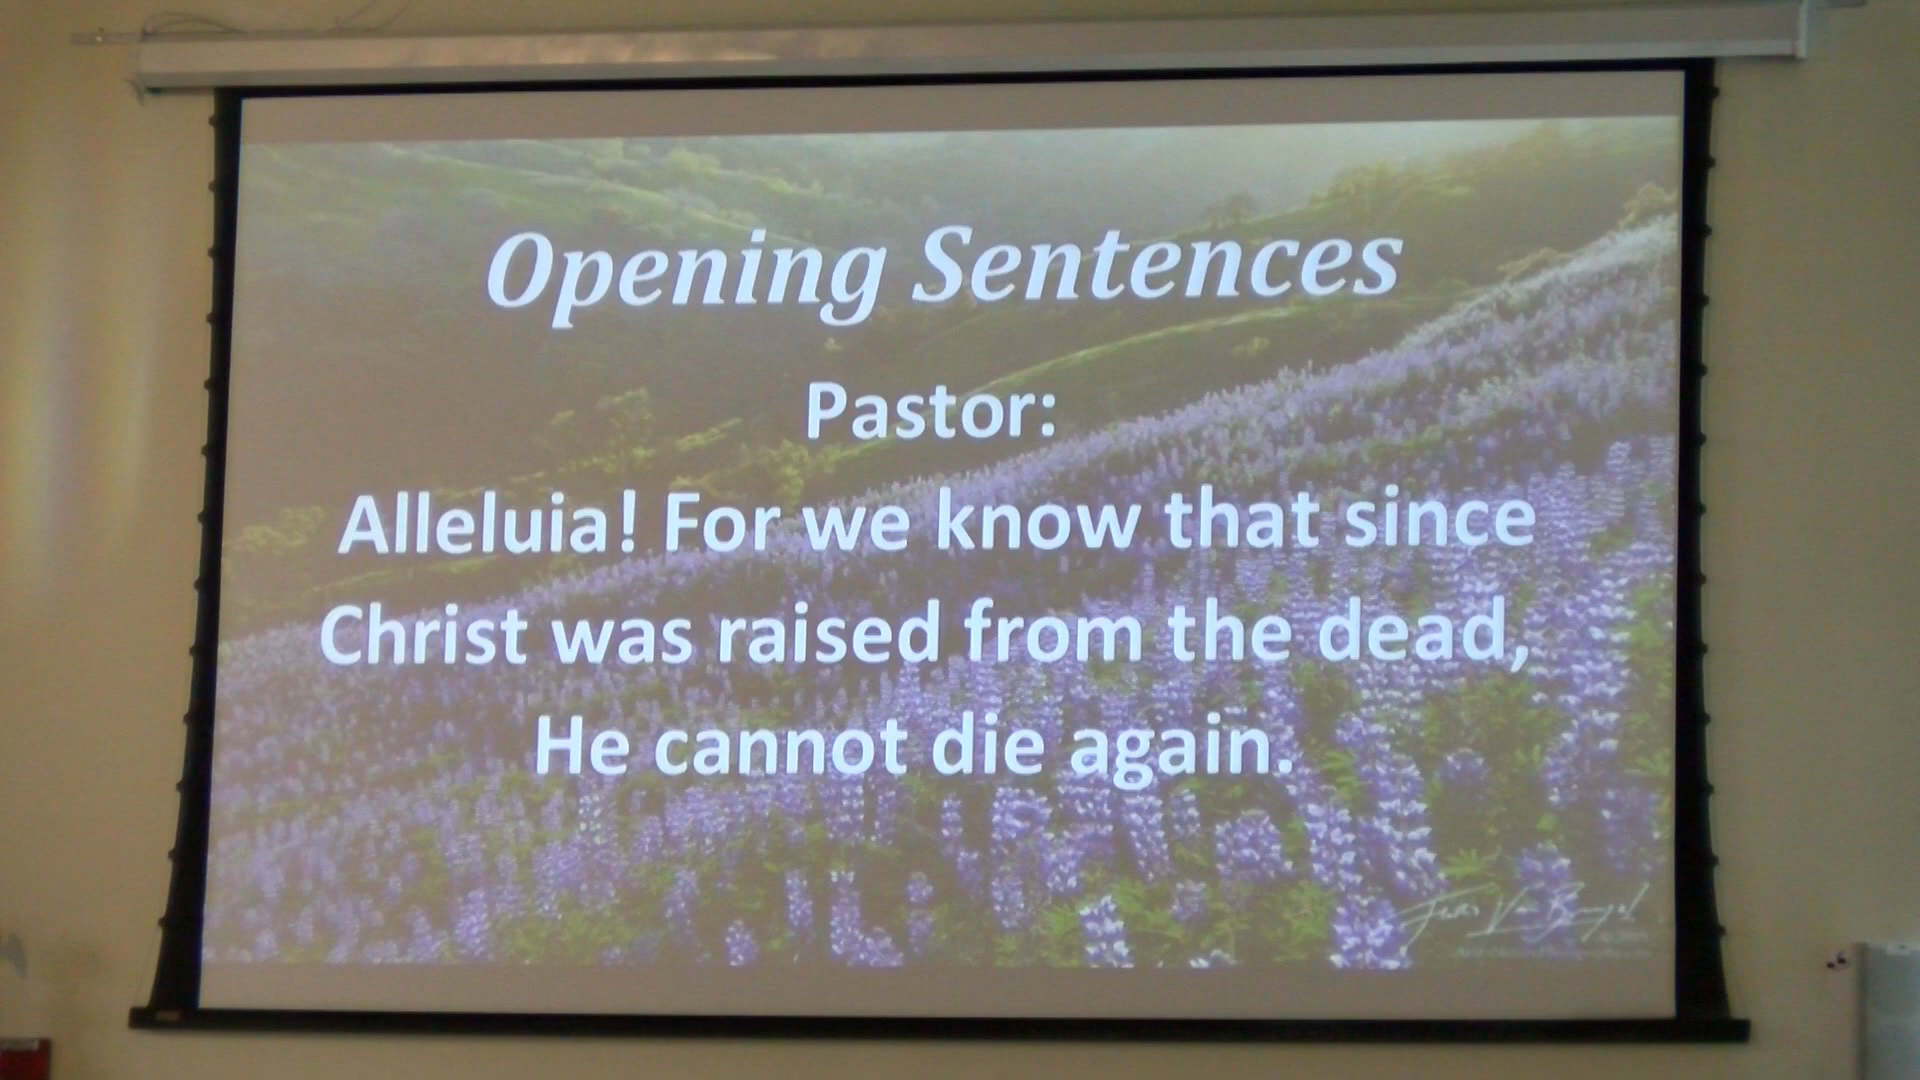 Opening Sentences
Pastor:
Alleluia! For we know that since
Christ was raised from the dead,
He cannot die again.